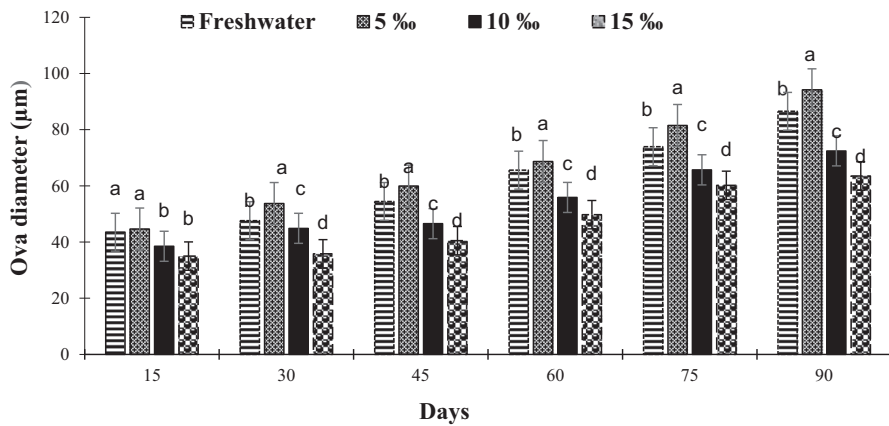 Freshwater 5 ‰ 10 ‰ 15 ‰
Ova diameter (µm)
120
100
80
60
40
20
0
a a b b
b a c d
b a c d
b a c d
b a c d
b a c d
15 30 45 60 75 90
Days